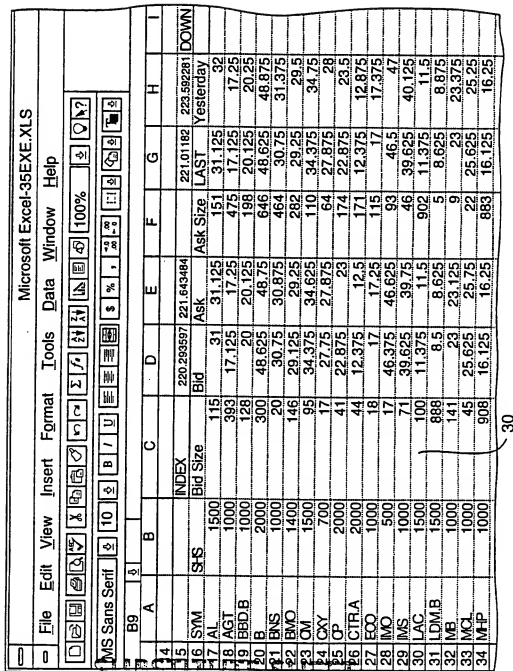 Microsoft Excel-35EXE.XLS
File Edit View Insert Format Tools Data Window Help
100%
MS Sans Serif 10 B I U $ % ,
B9
A B C D E F G H I
14
15 INDEX 220.293597 221.643484 221.01182 223.592281 DOWN
16 SYM SHS Bid Size Bid Ask Ask Size LAST Yesterday
17 AL 1500 115 31 31.125 151 31.125 32
18 AGT 1000 393 17.125 17.25 475 17.125 17.25
19 BBD.B 1000 128 20 20.125 198 20.125 20.25
20 B 2000 300 48.625 48.75 646 48.625 48.875
21 BNS 1000 20 30.75 30.875 464 30.75 31.375
22 BMO 1400 146 29.125 29.25 282 29.25 29.5
23 CM 1500 95 34.375 34.625 110 34.375 34.75
24 CXY 700 17 27.75 27.875 64 27.875 28
25 CP 2000 41 22.875 23 174 22.875 23.5
26 CTR.A 2000 44 12.375 12.5 171 12.375 12.875
27 ECO 1000 18 17 17.25 115 17 17.375
28 IMO 500 17 46.375 46.625 93 46.5 47
29 IMS 1000 71 39.625 39.75 46 39.625 40.125
30 LAC 1500 100 11.375 11.5 902 11.375 11.5
31 LDM.B 1500 888 8.5 8.625 5 8.625 8.875
32 MB 1000 141 23 23.125 9 23 23.375
33 MCL 1000 45 25.625 25.75 22 25.625 25.25
34 MHP 1000 908 16.125 16.25 883 16.125 16.25
30